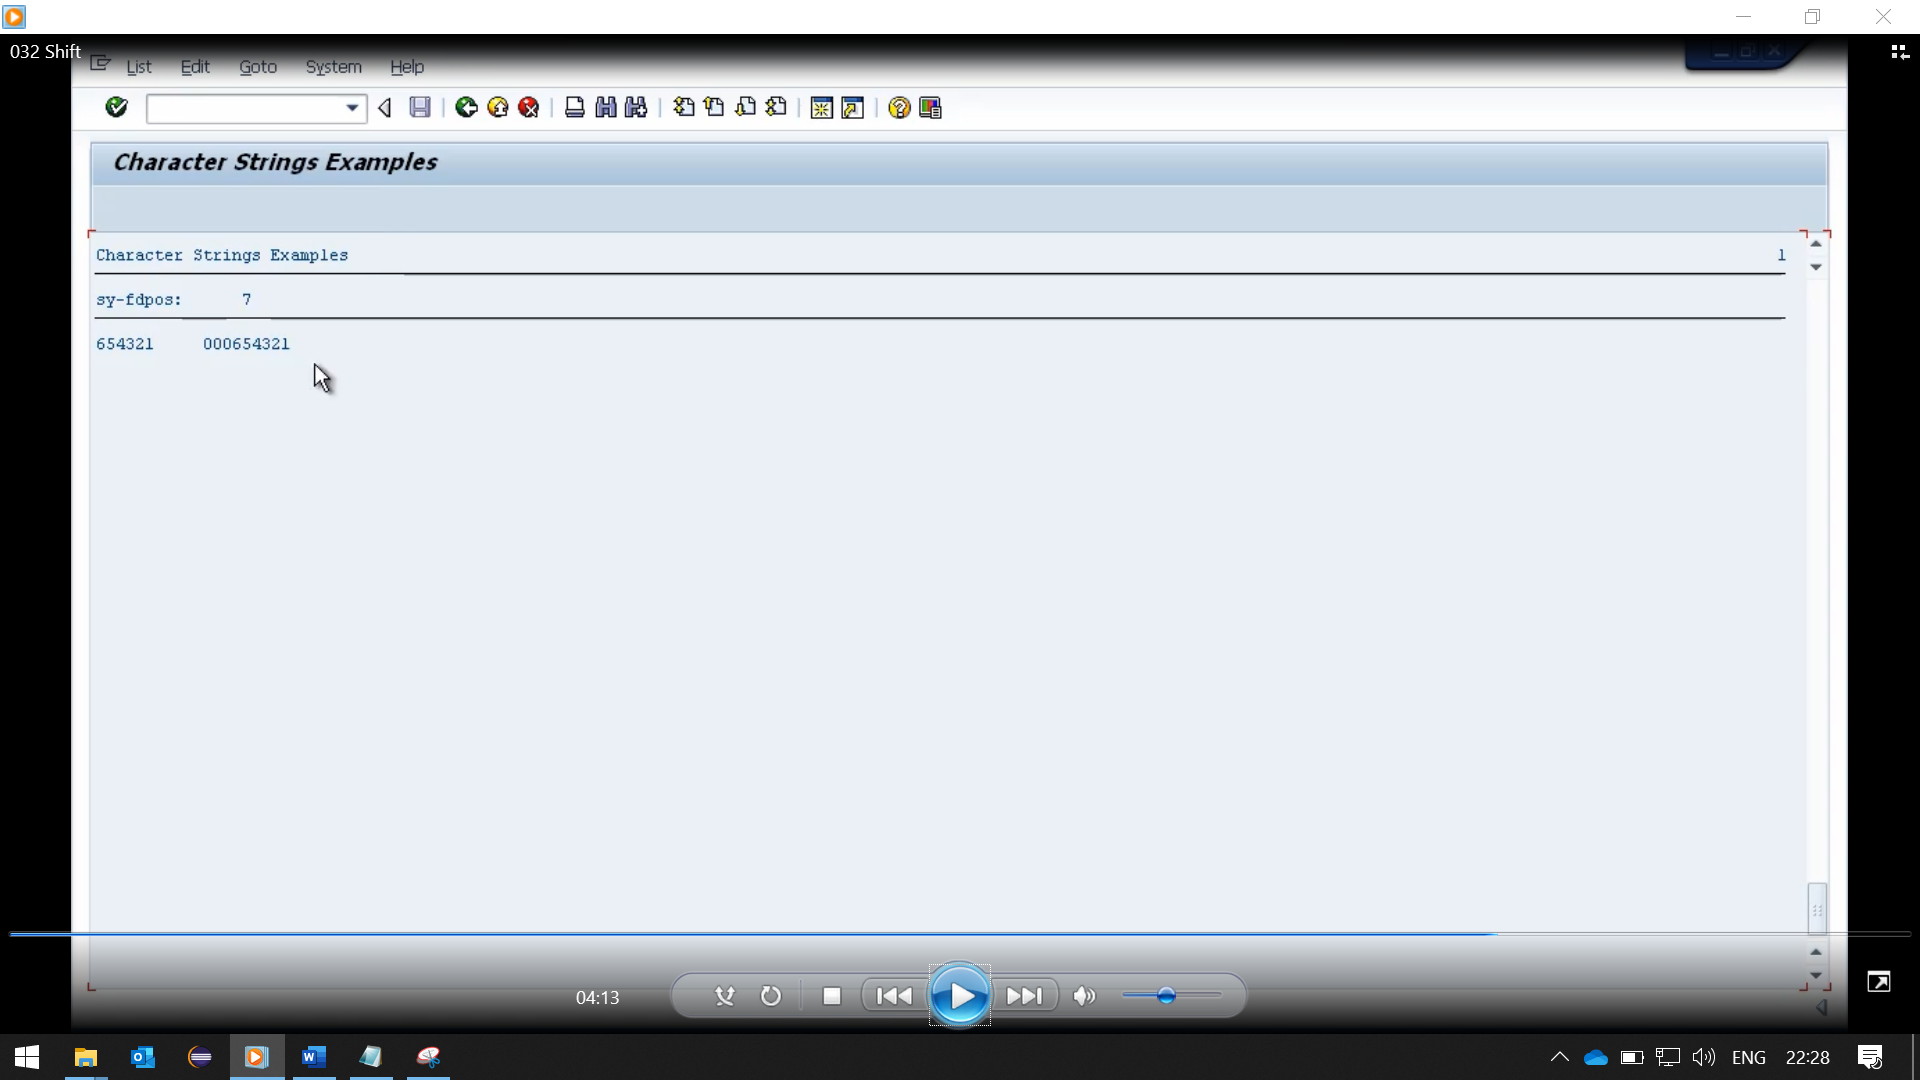 032 Shift
List Edit Goto System Help
Character Strings Examples
Character Strings Examples 1
sy-fdpos: 7
654321 000654321
04:13
ENG 22:28